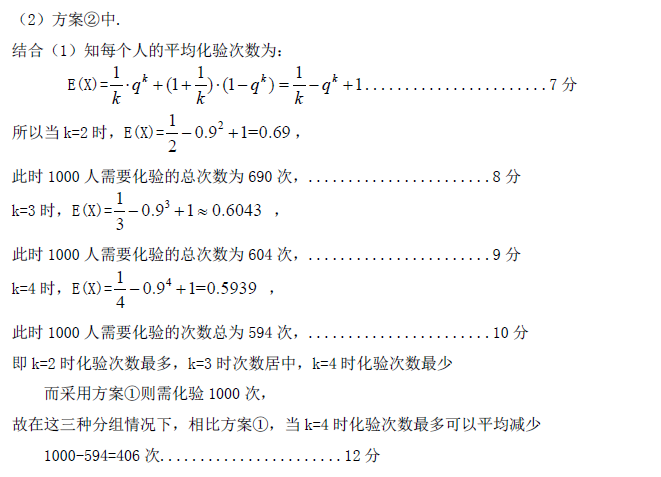 （2）方案②中.
结合（1）知每个人的平均化验次数为：
E(X)=\frac{1}{k}·q^k+(1+\frac{1}{k})·(1-q^k)=\frac{1}{k}-q^k+1.......................7 分
所以当 k=2 时，E(X)=\frac{1}{2}-0.9^2+1=0.69，
此时 1000 人需要化验的总次数为 690 次，.......................8 分
k=3 时，E(X)=\frac{1}{3}-0.9^3+1≈0.6043 ，
此时 1000 人需要化验的总次数为 604 次，.......................9 分
k=4 时，E(X)=\frac{1}{4}-0.9^4+1=0.5939 ，
此时 1000 人需要化验的次数总为 594 次，.......................10 分
即 k=2 时化验次数最多，k=3 时次数居中，k=4 时化验次数最少
而采用方案①则需化验 1000 次，
故在这三种分组情况下，相比方案①，当 k=4 时化验次数最多可以平均减少
1000-594=406 次.......................12 分